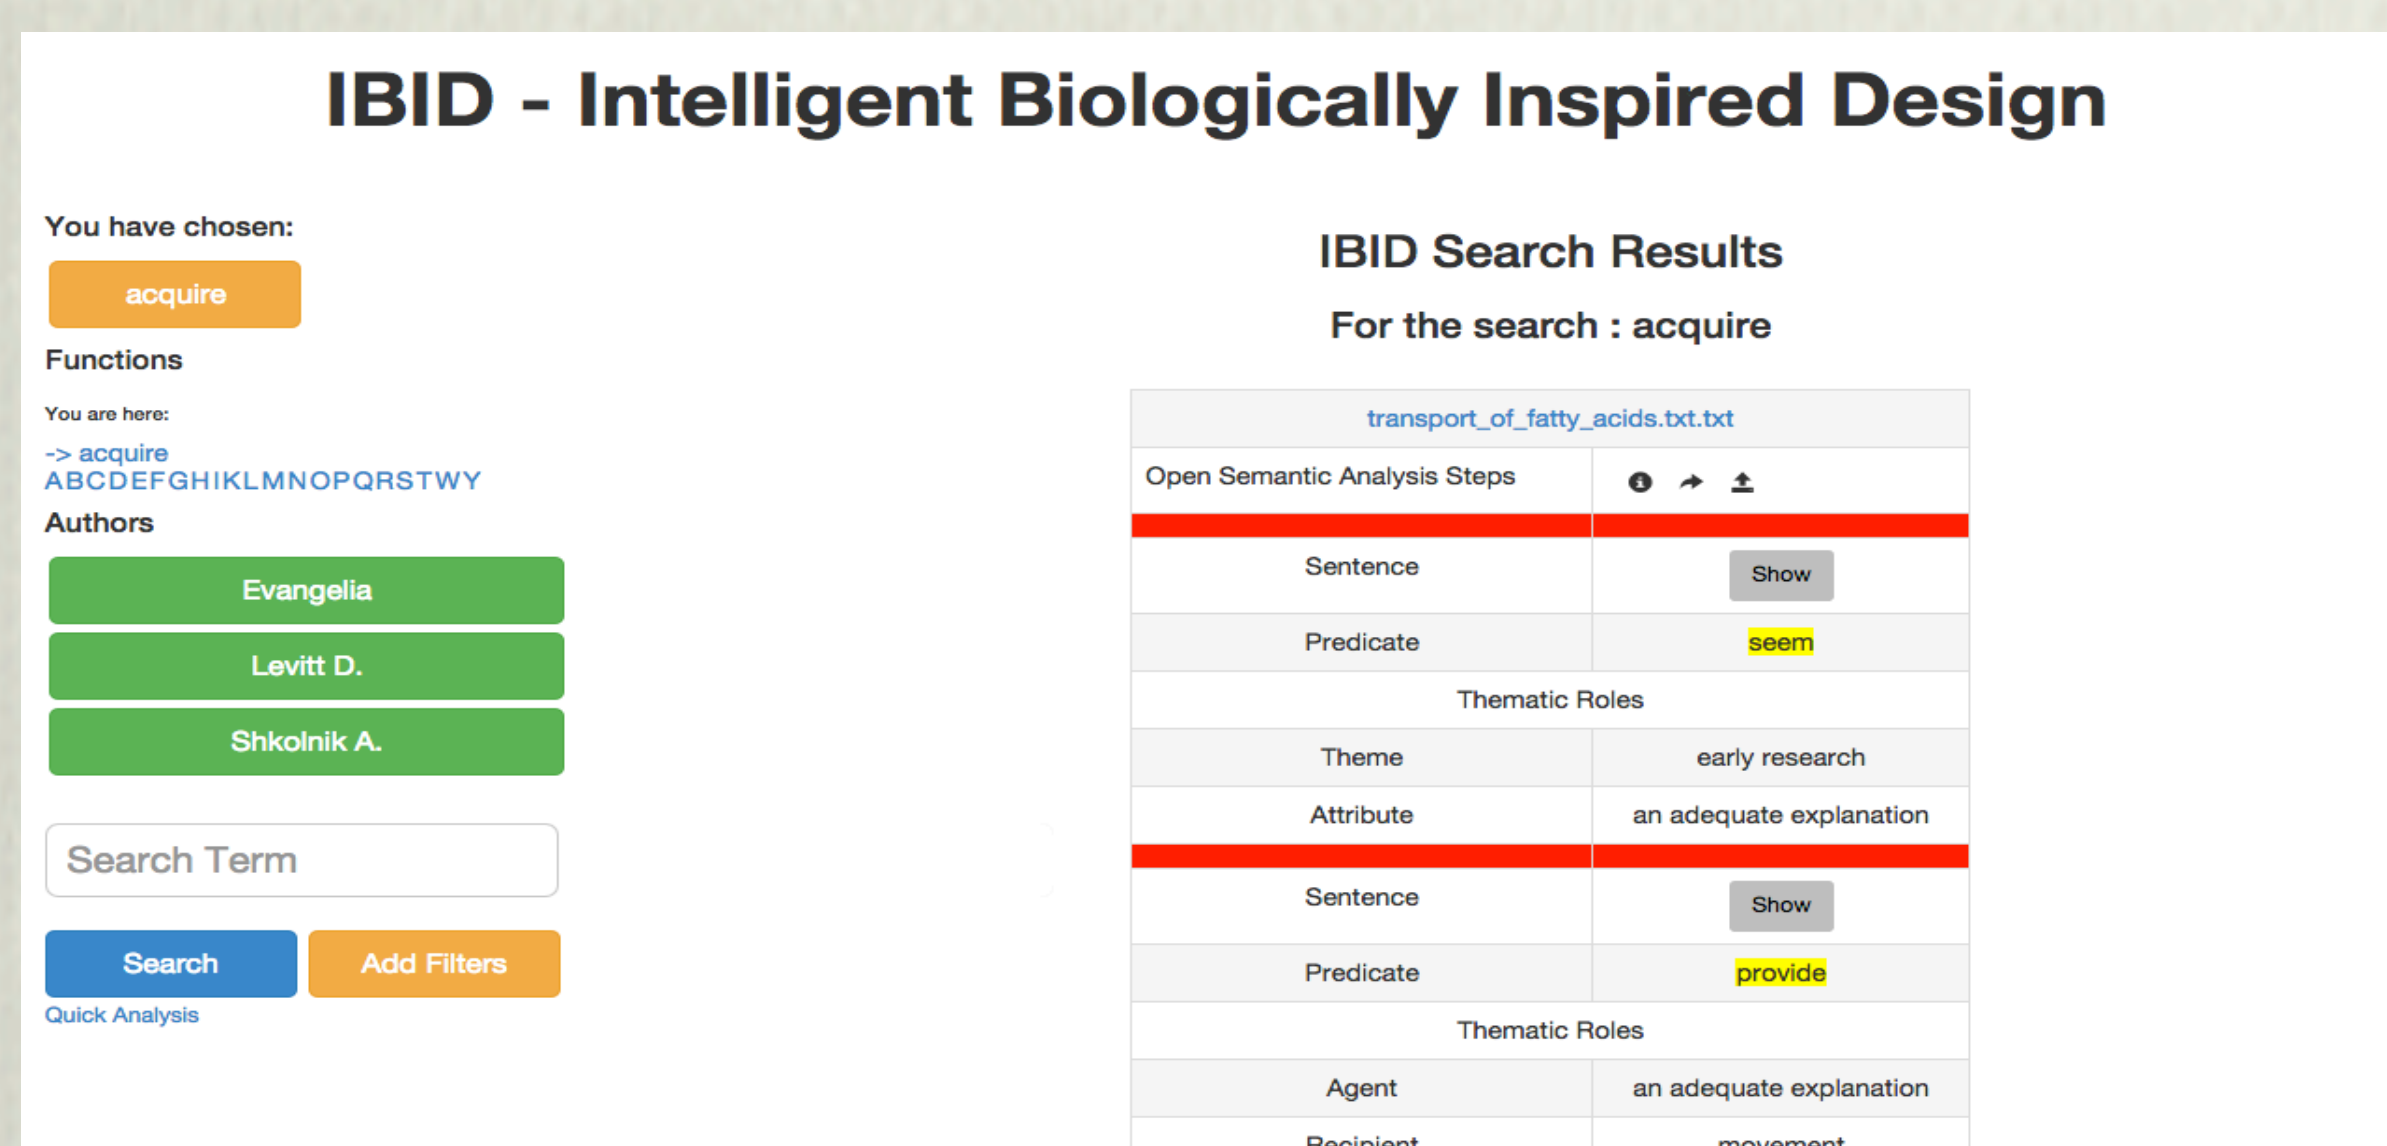 IBID - Intelligent Biologically Inspired Design
You have chosen:
acquire
Functions
You are here:
-> acquire
ABCDEFGHIKLMNOPQRSTWY
Authors
Evangelia
Levitt D.
Shkolnik A.
Search Term
Search Add Filters
Quick Analysis
IBID Search Results
For the search : acquire
transport_of_fatty_acids.txt.txt
Open Semantic Analysis Steps
Sentence Show
Predicate seem
Thematic Roles
Theme early research
Attribute an adequate explanation
Sentence Show
Predicate provide
Thematic Roles
Agent an adequate explanation
Recipient movement